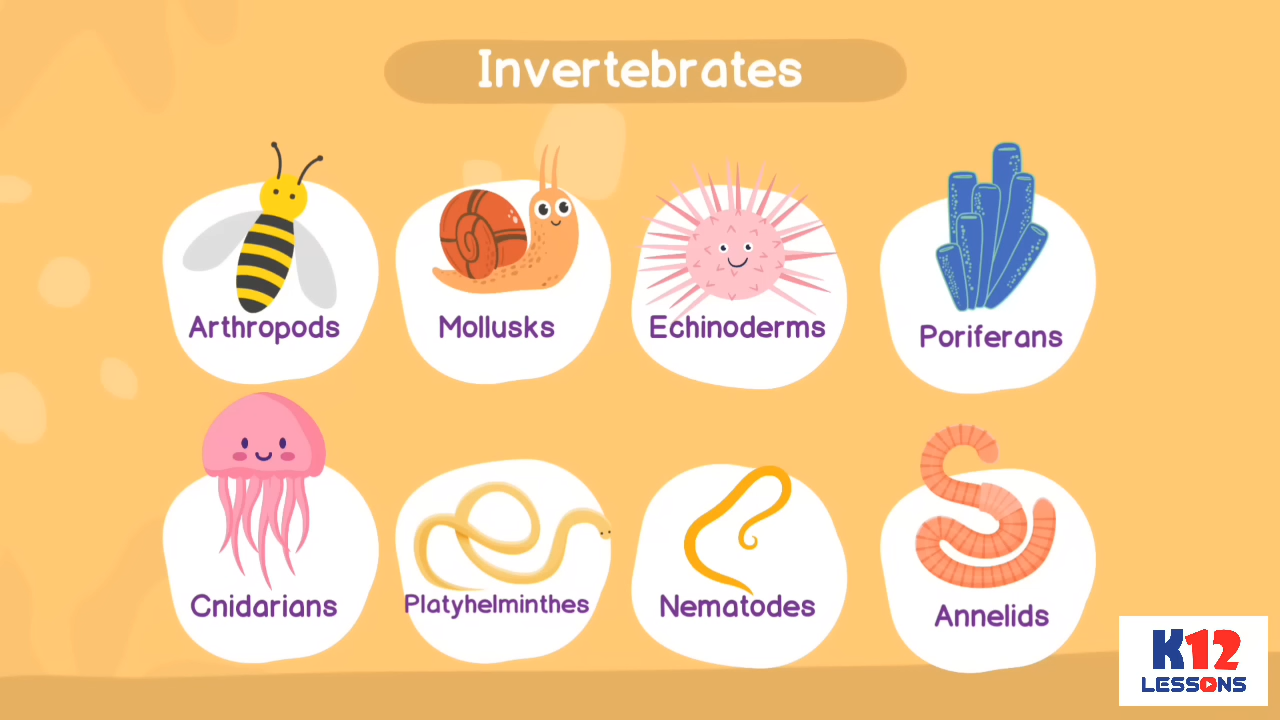 Invertebrates
Arthropods
Mollusks
Echinoderms
Poriferans
Cnidarians
Platyhelminthes
Nematodes
Annelids
K12
LESSONS